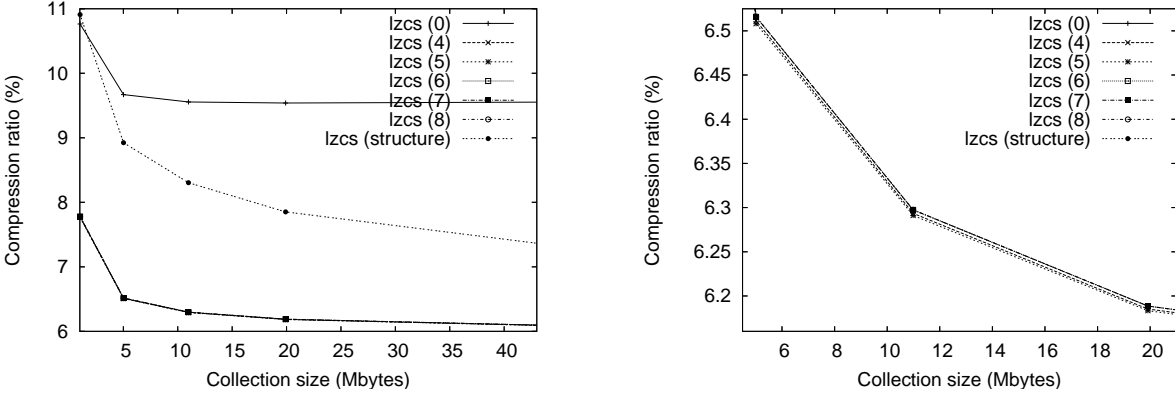 11
10
9
8
7
6
5
10
15
20
25
30
35
40
Compression ratio (%)
Collection size (Mbytes)
lzcs (0)
lzcs (4)
lzcs (5)
lzcs (6)
lzcs (7)
lzcs (8)
lzcs (structure)
6.5
6.45
6.4
6.35
6.3
6.25
6.2
6
8
10
12
14
16
18
20
Compression ratio (%)
Collection size (Mbytes)
lzcs (0)
lzcs (4)
lzcs (5)
lzcs (6)
lzcs (7)
lzcs (8)
lzcs (structure)